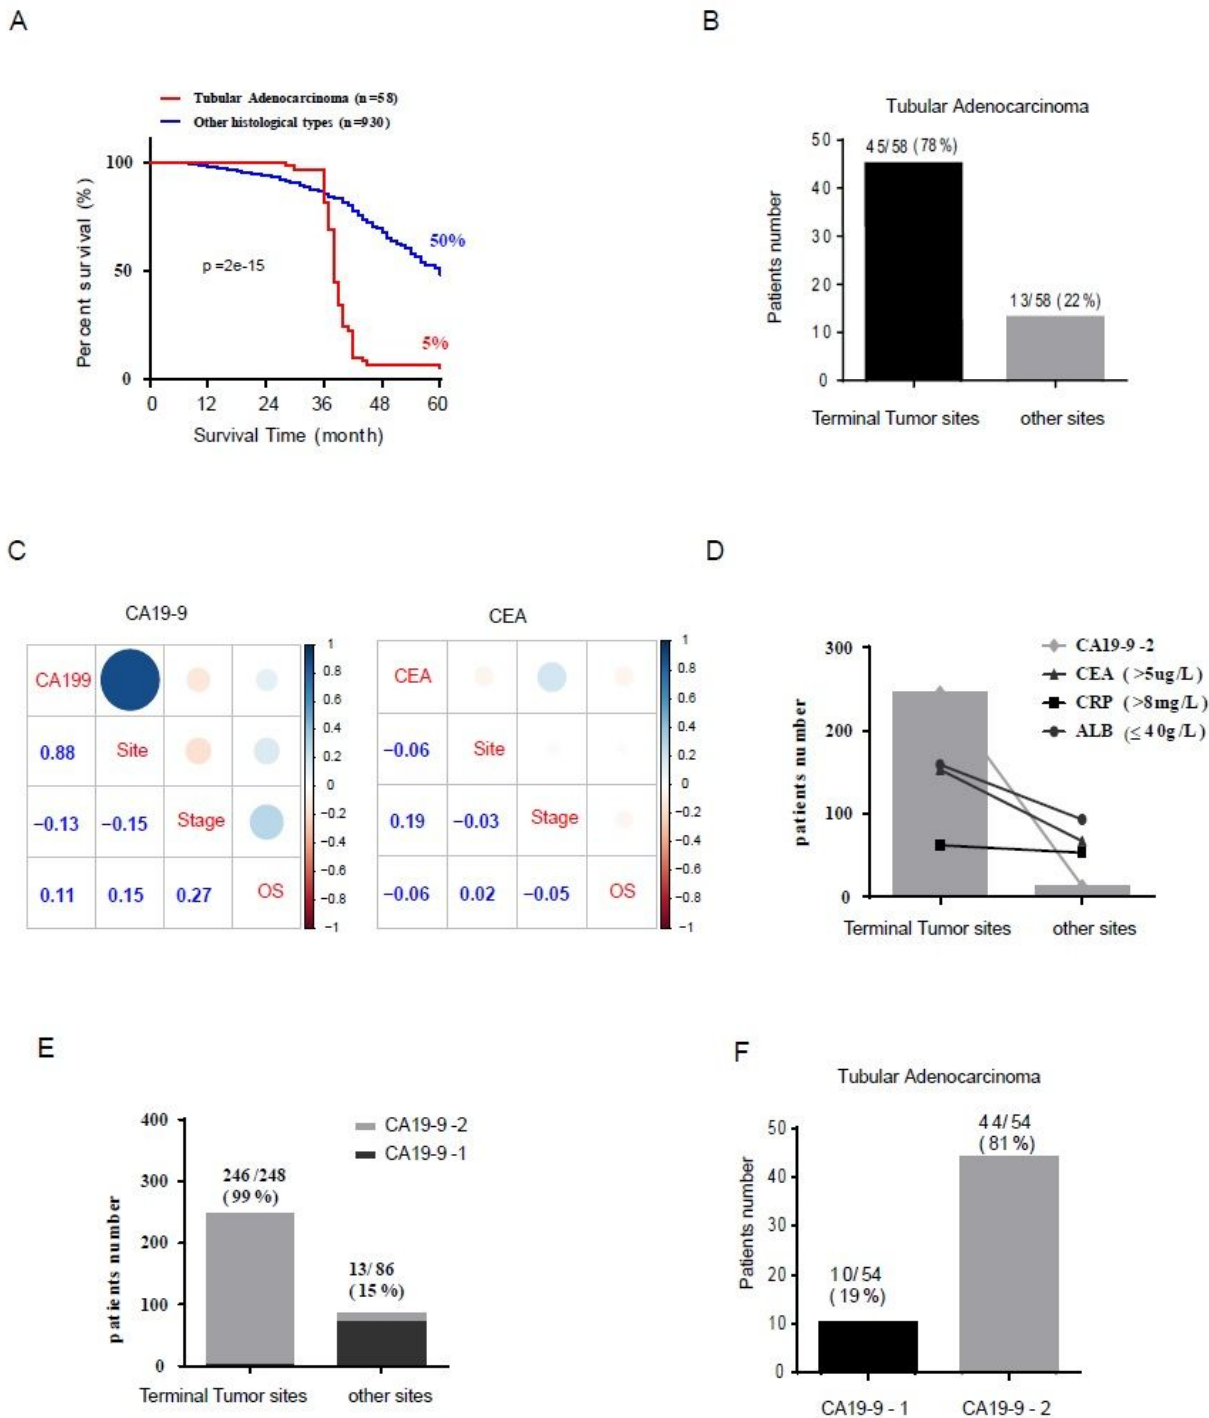 A
Tubular Adenocarcinoma (n=58)
Other histological types (n=930)
Percent survival (%)
100
50
0
p=2e-15
50%
5%
0 12 24 36 48 60
Survival Time (month)
B
Tubular Adenocarcinoma
Patients number
50
40
30
20
10
0
45/58 (78%)
13/58 (22%)
Terminal Tumor sites other sites
C
CA19-9
CA199
0.88 Site
−0.13 −0.15 Stage
0.11 0.15 0.27 OS
1
0.8
0.6
0.4
0.2
0
−0.2
−0.4
−0.6
−0.8
−1
CEA
CEA
−0.06 Site
0.19 −0.03 Stage
−0.06 0.02 −0.05 OS
1
0.8
0.6
0.4
0.2
0
−0.2
−0.4
−0.6
−0.8
−1
D
CA19-9-2
CEA (>5ug/L)
CRP (>8mg/L)
ALB (≤40g/L)
patients number
300
200
100
0
Terminal Tumor sites other sites
E
CA19-9-2
CA19-9-1
patients number
400
300
200
100
0
246/248
(99%)
13/86
(15%)
Terminal Tumor sites other sites
F
Tubular Adenocarcinoma
Patients number
50
40
30
20
10
0
10/54
(19%)
44/54
(81%)
CA19-9-1 CA19-9-2